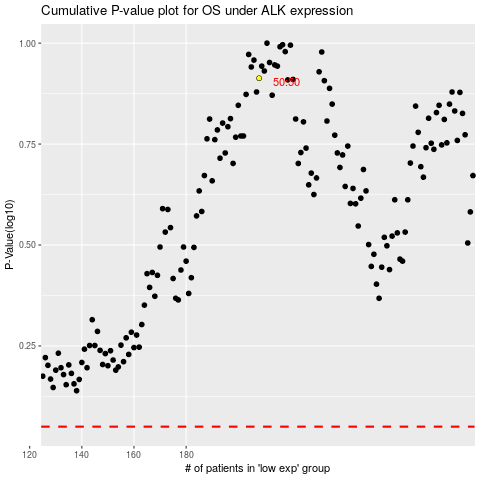 Cumulative P-value plot for OS under ALK expression
P-Value(log10)
1.00
0.75
0.50
0.25
50:50
120 140 160 180
# of patients in 'low exp' group